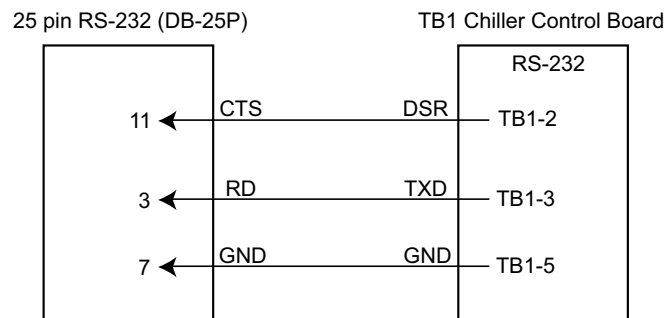 25 pin RS-232 (DB-25P) TB1 Chiller Control Board
RS-232
11 CTS DSR TB1-2
3 RD TXD TB1-3
7 GND GND TB1-5